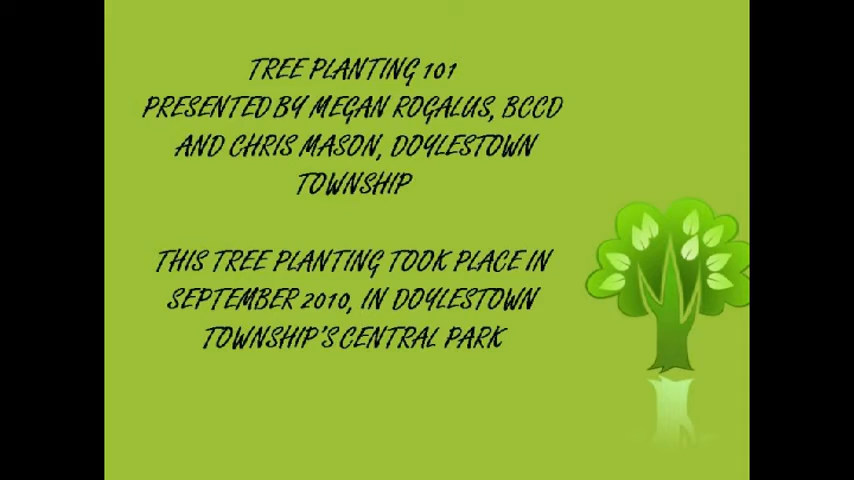 TREE PLANTING 101
PRESENTED BY MEGAN ROGALUS, BCCD
AND CHRIS MASON, DOYLESTOWN
TOWNSHIP
THIS TREE PLANTING TOOK PLACE IN
SEPTEMBER 2010, IN DOYLESTOWN
TOWNSHIP'S CENTRAL PARK